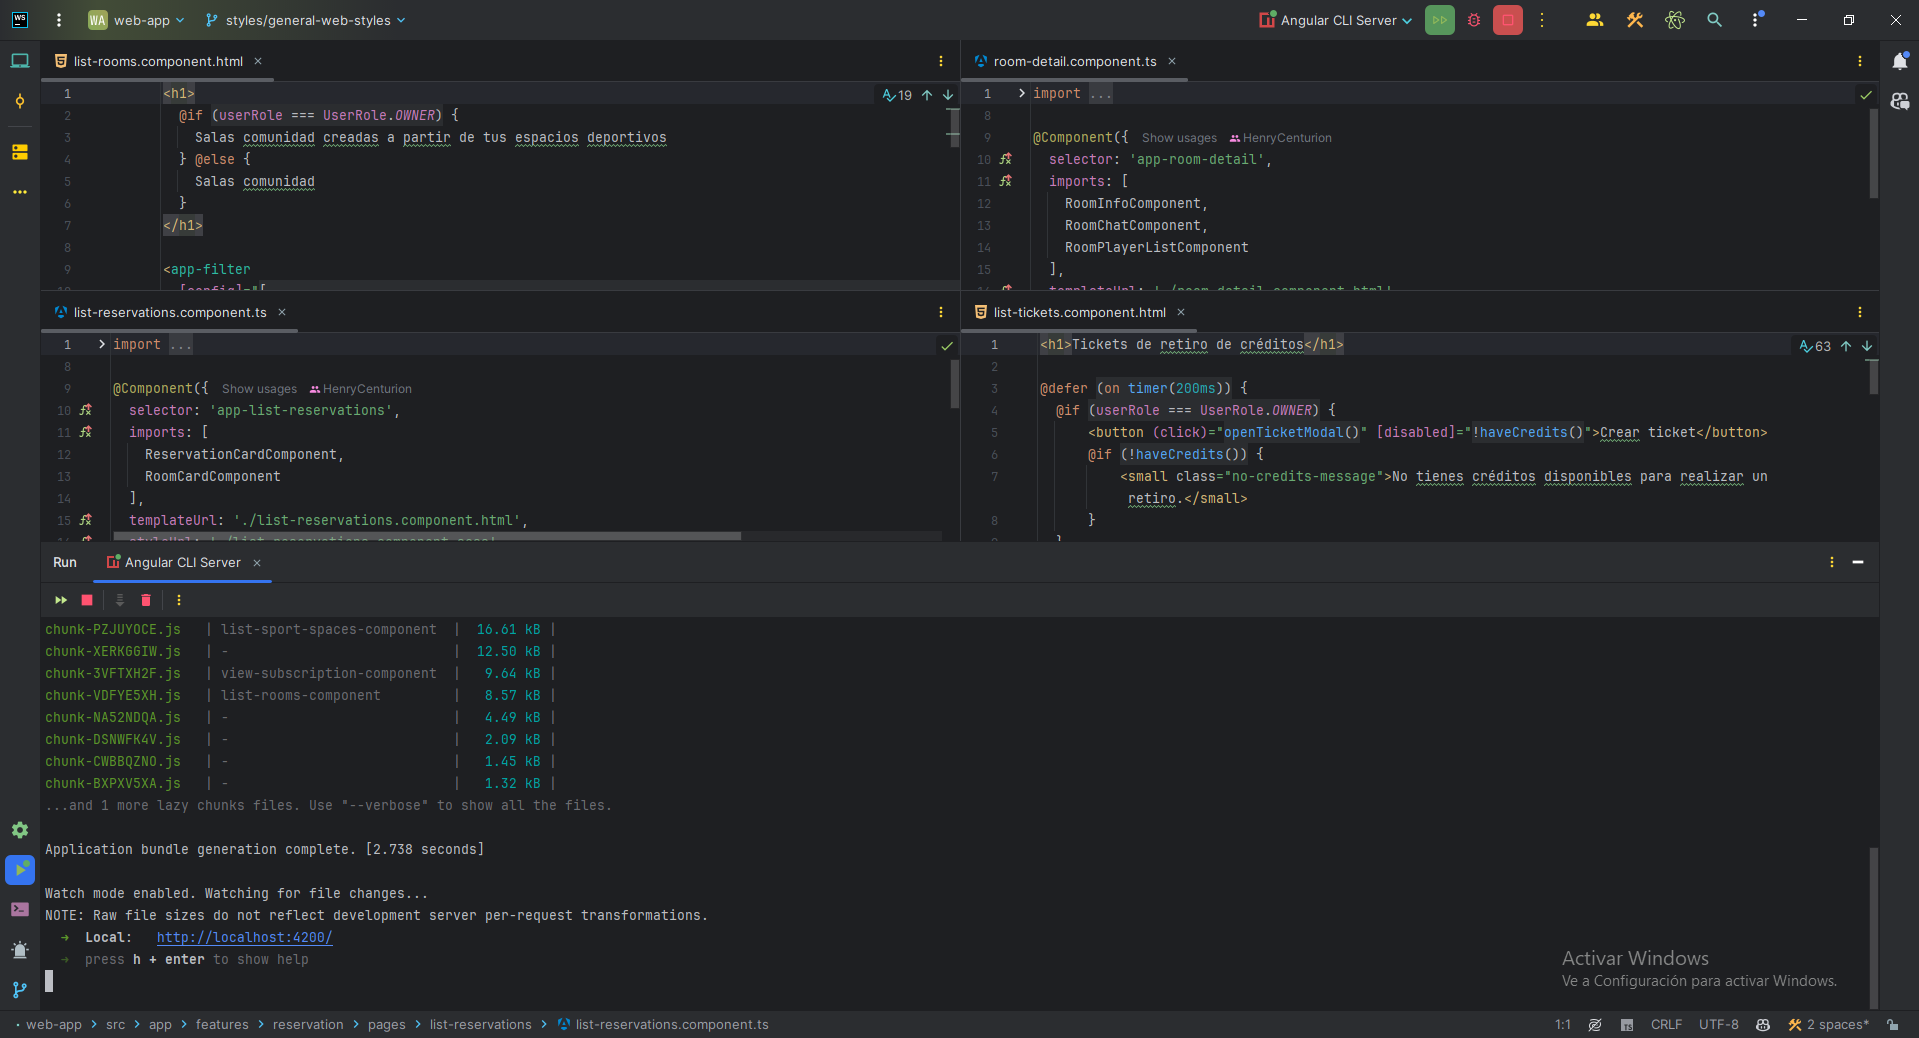 WS
WA web-app styles/general-web-styles Angular CLI Server
list-rooms.component.html
1 <h1>
19
2 @if (userRole === UserRole.OWNER) {
3 Salas comunidad creadas a partir de tus espacios deportivos
4 } @else {
5 Salas comunidad
6 }
7 </h1>
8
9 <app-filter
room-detail.component.ts
1 import ...
8
9 @Component({ Show usages HenryCenturion
10 selector: 'app-room-detail',
11 imports: [
12 RoomInfoComponent,
13 RoomChatComponent,
14 RoomPlayerListComponent
15 ],
templateUrl: './room-detail.component.html'
list-reservations.component.ts
1 import ...
8
9 @Component({ Show usages HenryCenturion
10 selector: 'app-list-reservations',
11 imports: [
12 ReservationCardComponent,
13 RoomCardComponent
14 ],
15 templateUrl: './list-reservations.component.html',
list-tickets.component.html
1 <h1>Tickets de retiro de créditos</h1>
63
2
3 @defer (on timer(200ms)) {
4 @if (userRole === UserRole.OWNER) {
5 <button (click)="openTicketModal()" [disabled]="!haveCredits()">Crear ticket</button>
6 @if (!haveCredits()) {
7 <small class="no-credits-message">No tienes créditos disponibles para realizar un
retiro.</small>
8 }
Run Angular CLI Server
chunk-PZJUYOCE.js | list-sport-spaces-component | 16.61 kB |
chunk-XERKGGIW.js | - | 12.50 kB |
chunk-3VFTXH2F.js | view-subscription-component | 9.64 kB |
chunk-VDFYE5XH.js | list-rooms-component | 8.57 kB |
chunk-NA52NDQA.js | - | 4.49 kB |
chunk-DSNWFK4V.js | - | 2.09 kB |
chunk-CWBBQZNO.js | - | 1.45 kB |
chunk-BXPXV5XA.js | - | 1.32 kB |
...and 1 more lazy chunks files. Use "--verbose" to show all the files.
Application bundle generation complete. [2.738 seconds]
Watch mode enabled. Watching for file changes...
NOTE: Raw file sizes do not reflect development server per-request transformations.
➜ Local: http://localhost:4200/
➜ press h + enter to show help
Activar Windows
Ve a Configuración para activar Windows.
web-app > src > app > features > reservation > pages > list-reservations > list-reservations.component.ts
1:1 CRLF UTF-8 2 spaces*